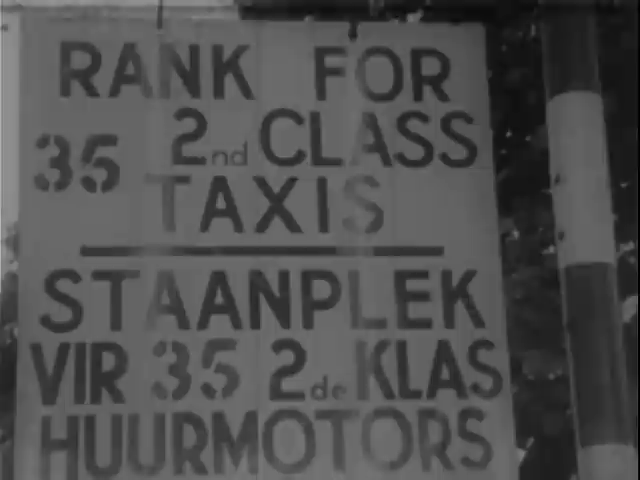 RANK FOR
35 2nd CLASS
TAXIS
STAANPLEK
VIR 35 2de KLAS
HUURMOTORS